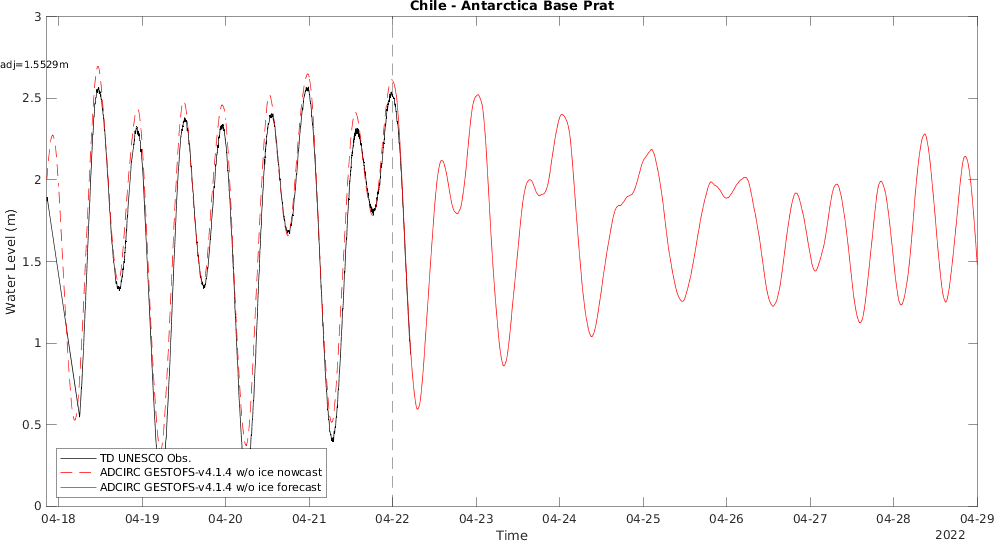 Chile - Antarctica Base Prat
adj=1.5529m
3
2.5
2
1.5
1
0.5
0
Water Level (m)
TD UNESCO Obs.
ADCIRC GESTOFS-v4.1.4 w/o ice nowcast
ADCIRC GESTOFS-v4.1.4 w/o ice forecast
04-18 04-19 04-20 04-21 04-22 04-23 04-24 04-25 04-26 04-27 04-28 04-29
Time
2022